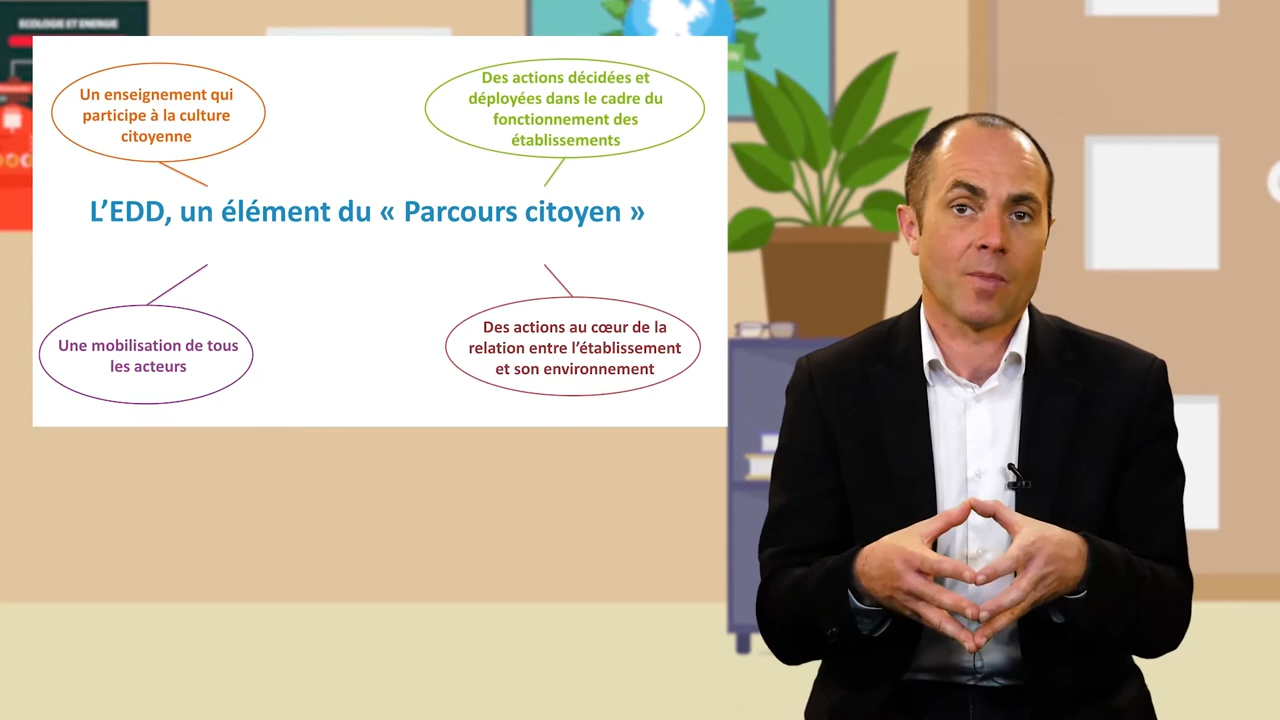 ECOLOGIE ET ENERGIE
Un enseignement qui
participe à la culture
citoyenne
Des actions décidées et
déployées dans le cadre du
fonctionnement des
établissements
L’EDD, un élément du « Parcours citoyen »
Une mobilisation de tous
les acteurs
Des actions au cœur de la
relation entre l’établissement
et son environnement